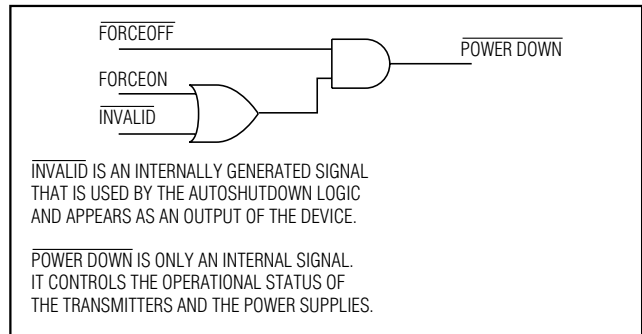 FORCEOFF
POWER DOWN
FORCEON
INVALID
INVALID IS AN INTERNALLY GENERATED SIGNAL
THAT IS USED BY THE AUTOSHUTDOWN LOGIC
AND APPEARS AS AN OUTPUT OF THE DEVICE.
POWER DOWN IS ONLY AN INTERNAL SIGNAL.
IT CONTROLS THE OPERATIONAL STATUS OF
THE TRANSMITTERS AND THE POWER SUPPLIES.